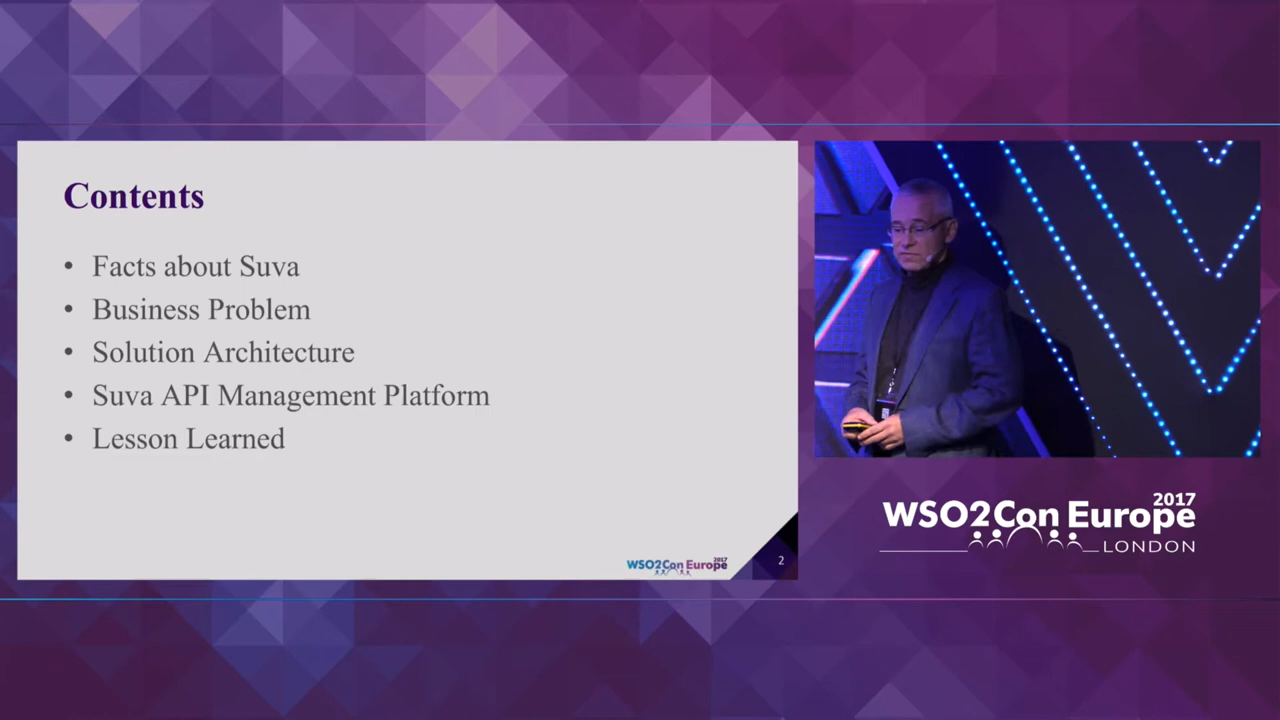 Contents
• Facts about Suva
• Business Problem
• Solution Architecture
• Suva API Management Platform
• Lesson Learned
WSO2Con Europe 2017
2
WSO2Con Europe 2017
LONDON